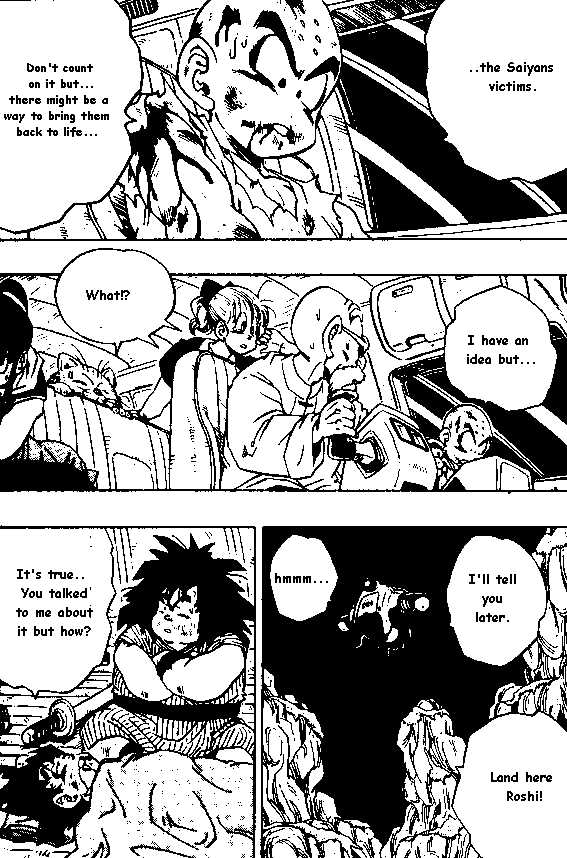 Don't count
on it but...
there might be a
way to bring them
back to life...
..the Saiyans
victims.
What!?
I have an
idea but...
It's true..
You talked
to me about
it but how?
hmmm...
I'll tell
you
later.
Land here
Roshi!